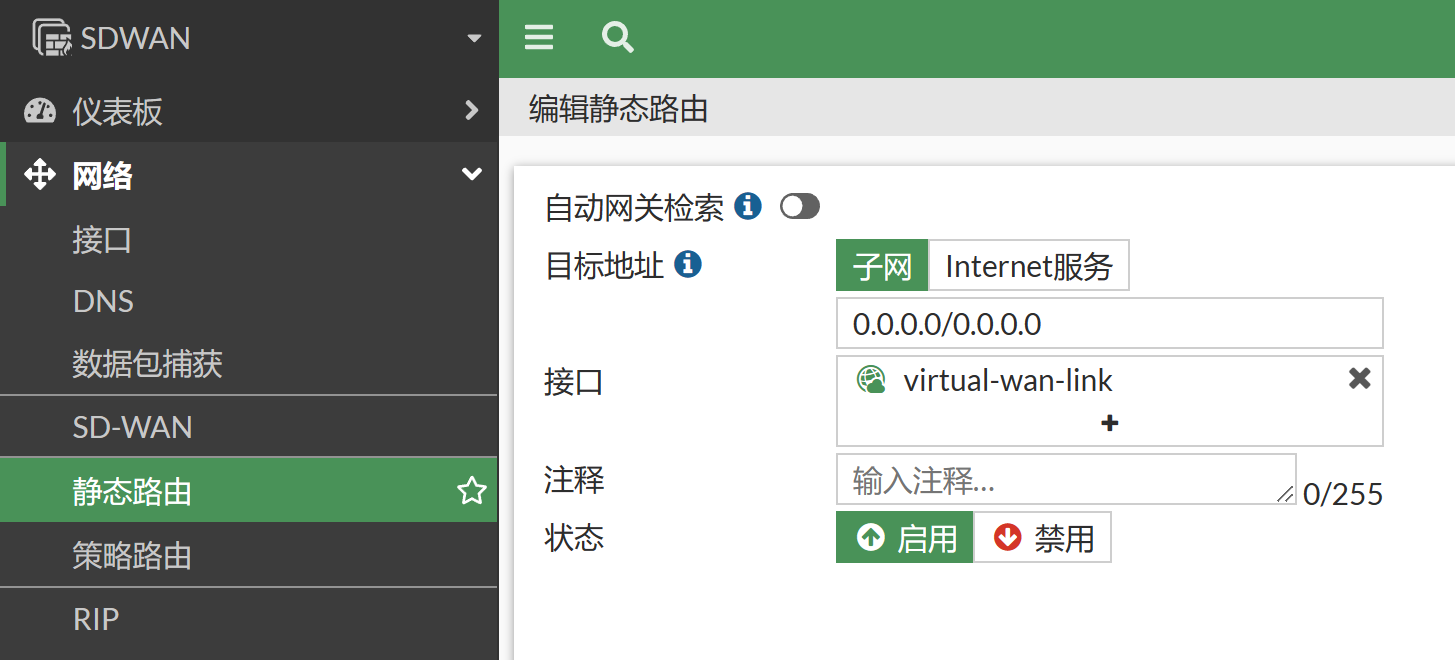 SDWAN
仪表板
网络
接口
DNS
数据包捕获
SD-WAN
静态路由
策略路由
RIP
编辑静态路由
自动网关检索
目标地址 子网 Internet服务
0.0.0.0/0.0.0.0
接口 virtual-wan-link
注释 输入注释... 0/255
状态 启用 禁用